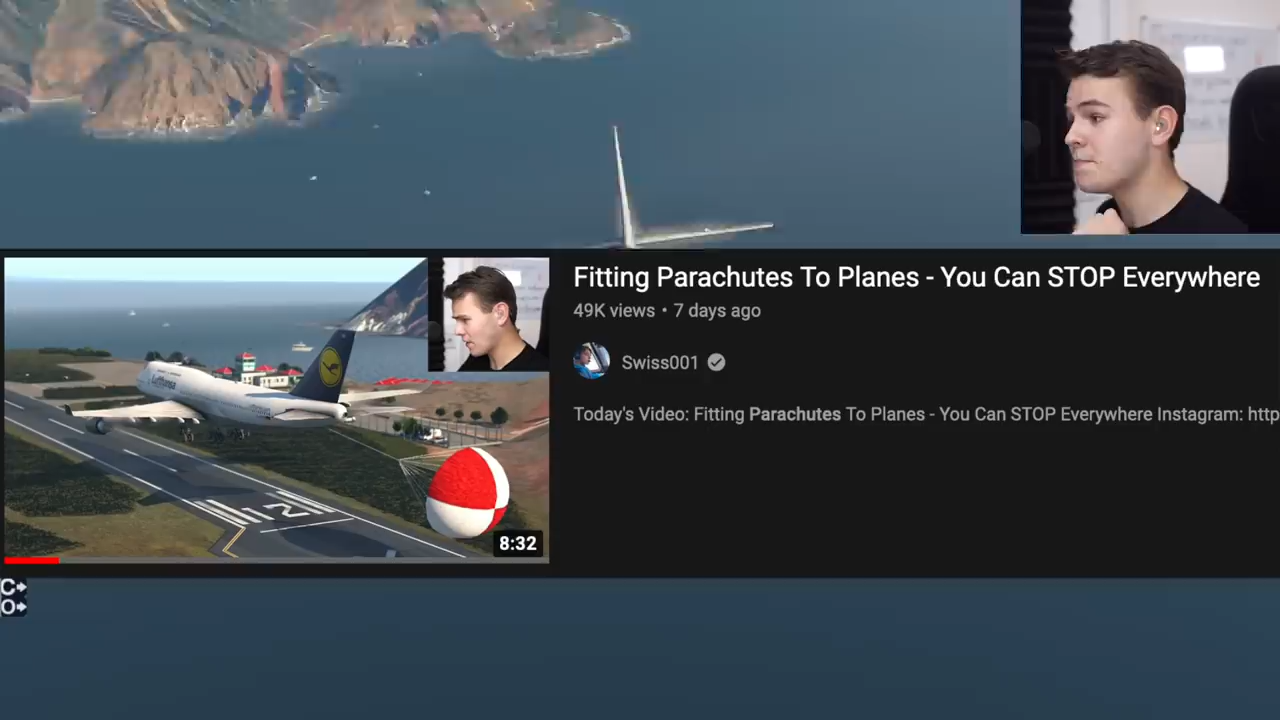 Fitting Parachutes To Planes - You Can STOP Everywhere
49K views • 7 days ago
Swiss001
Today's Video: Fitting Parachutes To Planes - You Can STOP Everywhere Instagram: http
Lufthansa
12
8:32
C
O